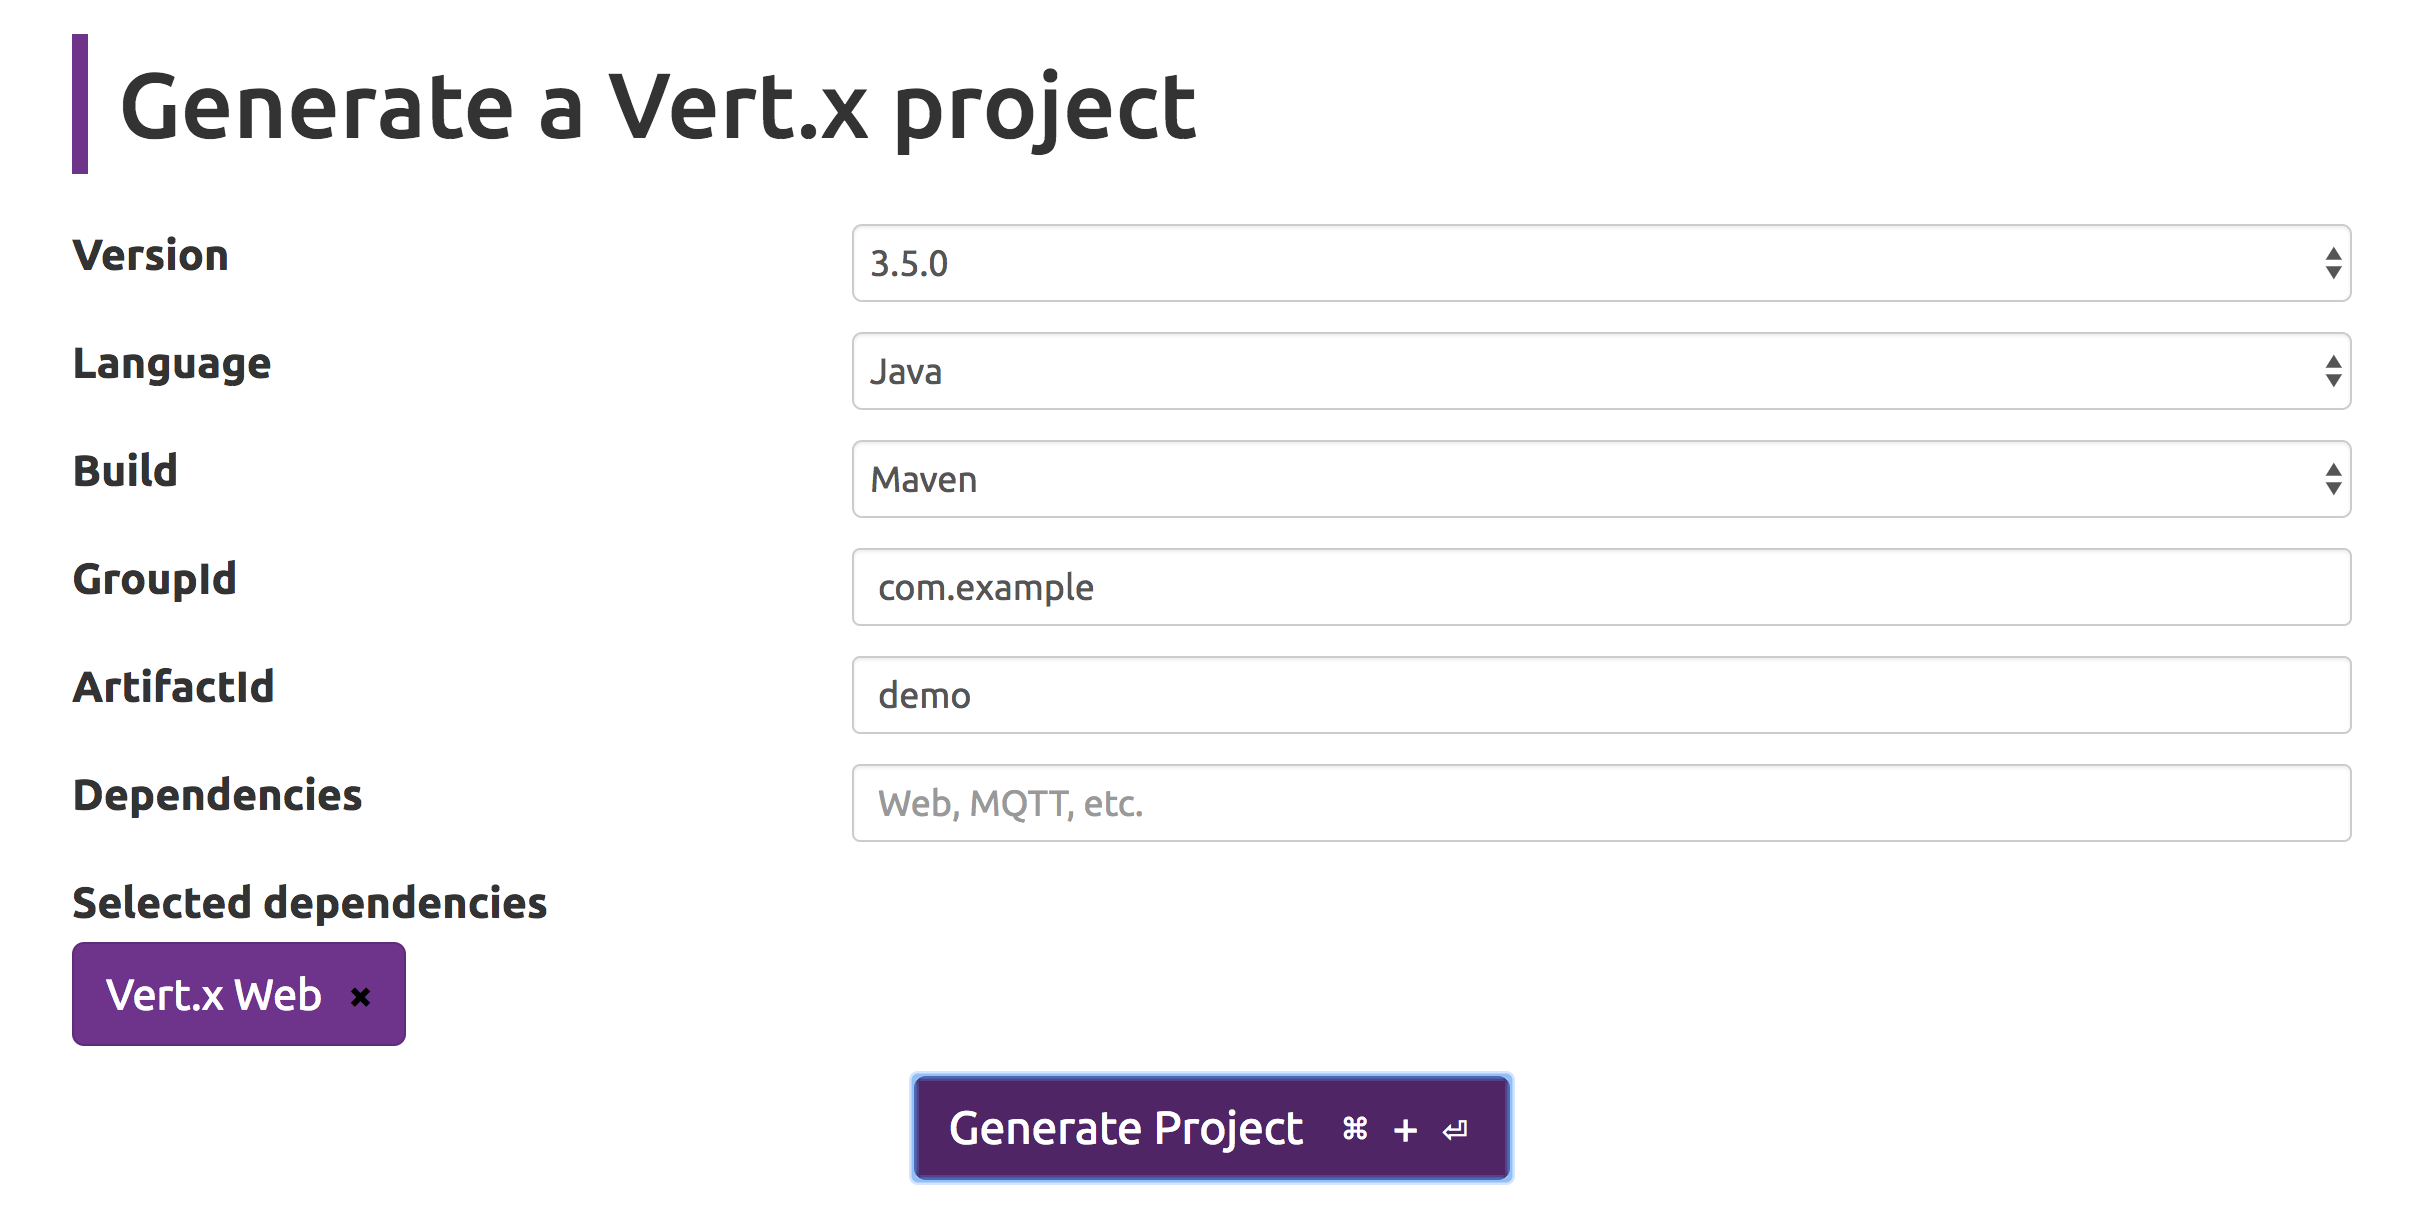 Generate a Vert.x project
Version
3.5.0
Language
Java
Build
Maven
GroupId
com.example
ArtifactId
demo
Dependencies
Web, MQTT, etc.
Selected dependencies
Vert.x Web ✖
Generate Project ⌘ + ⏎